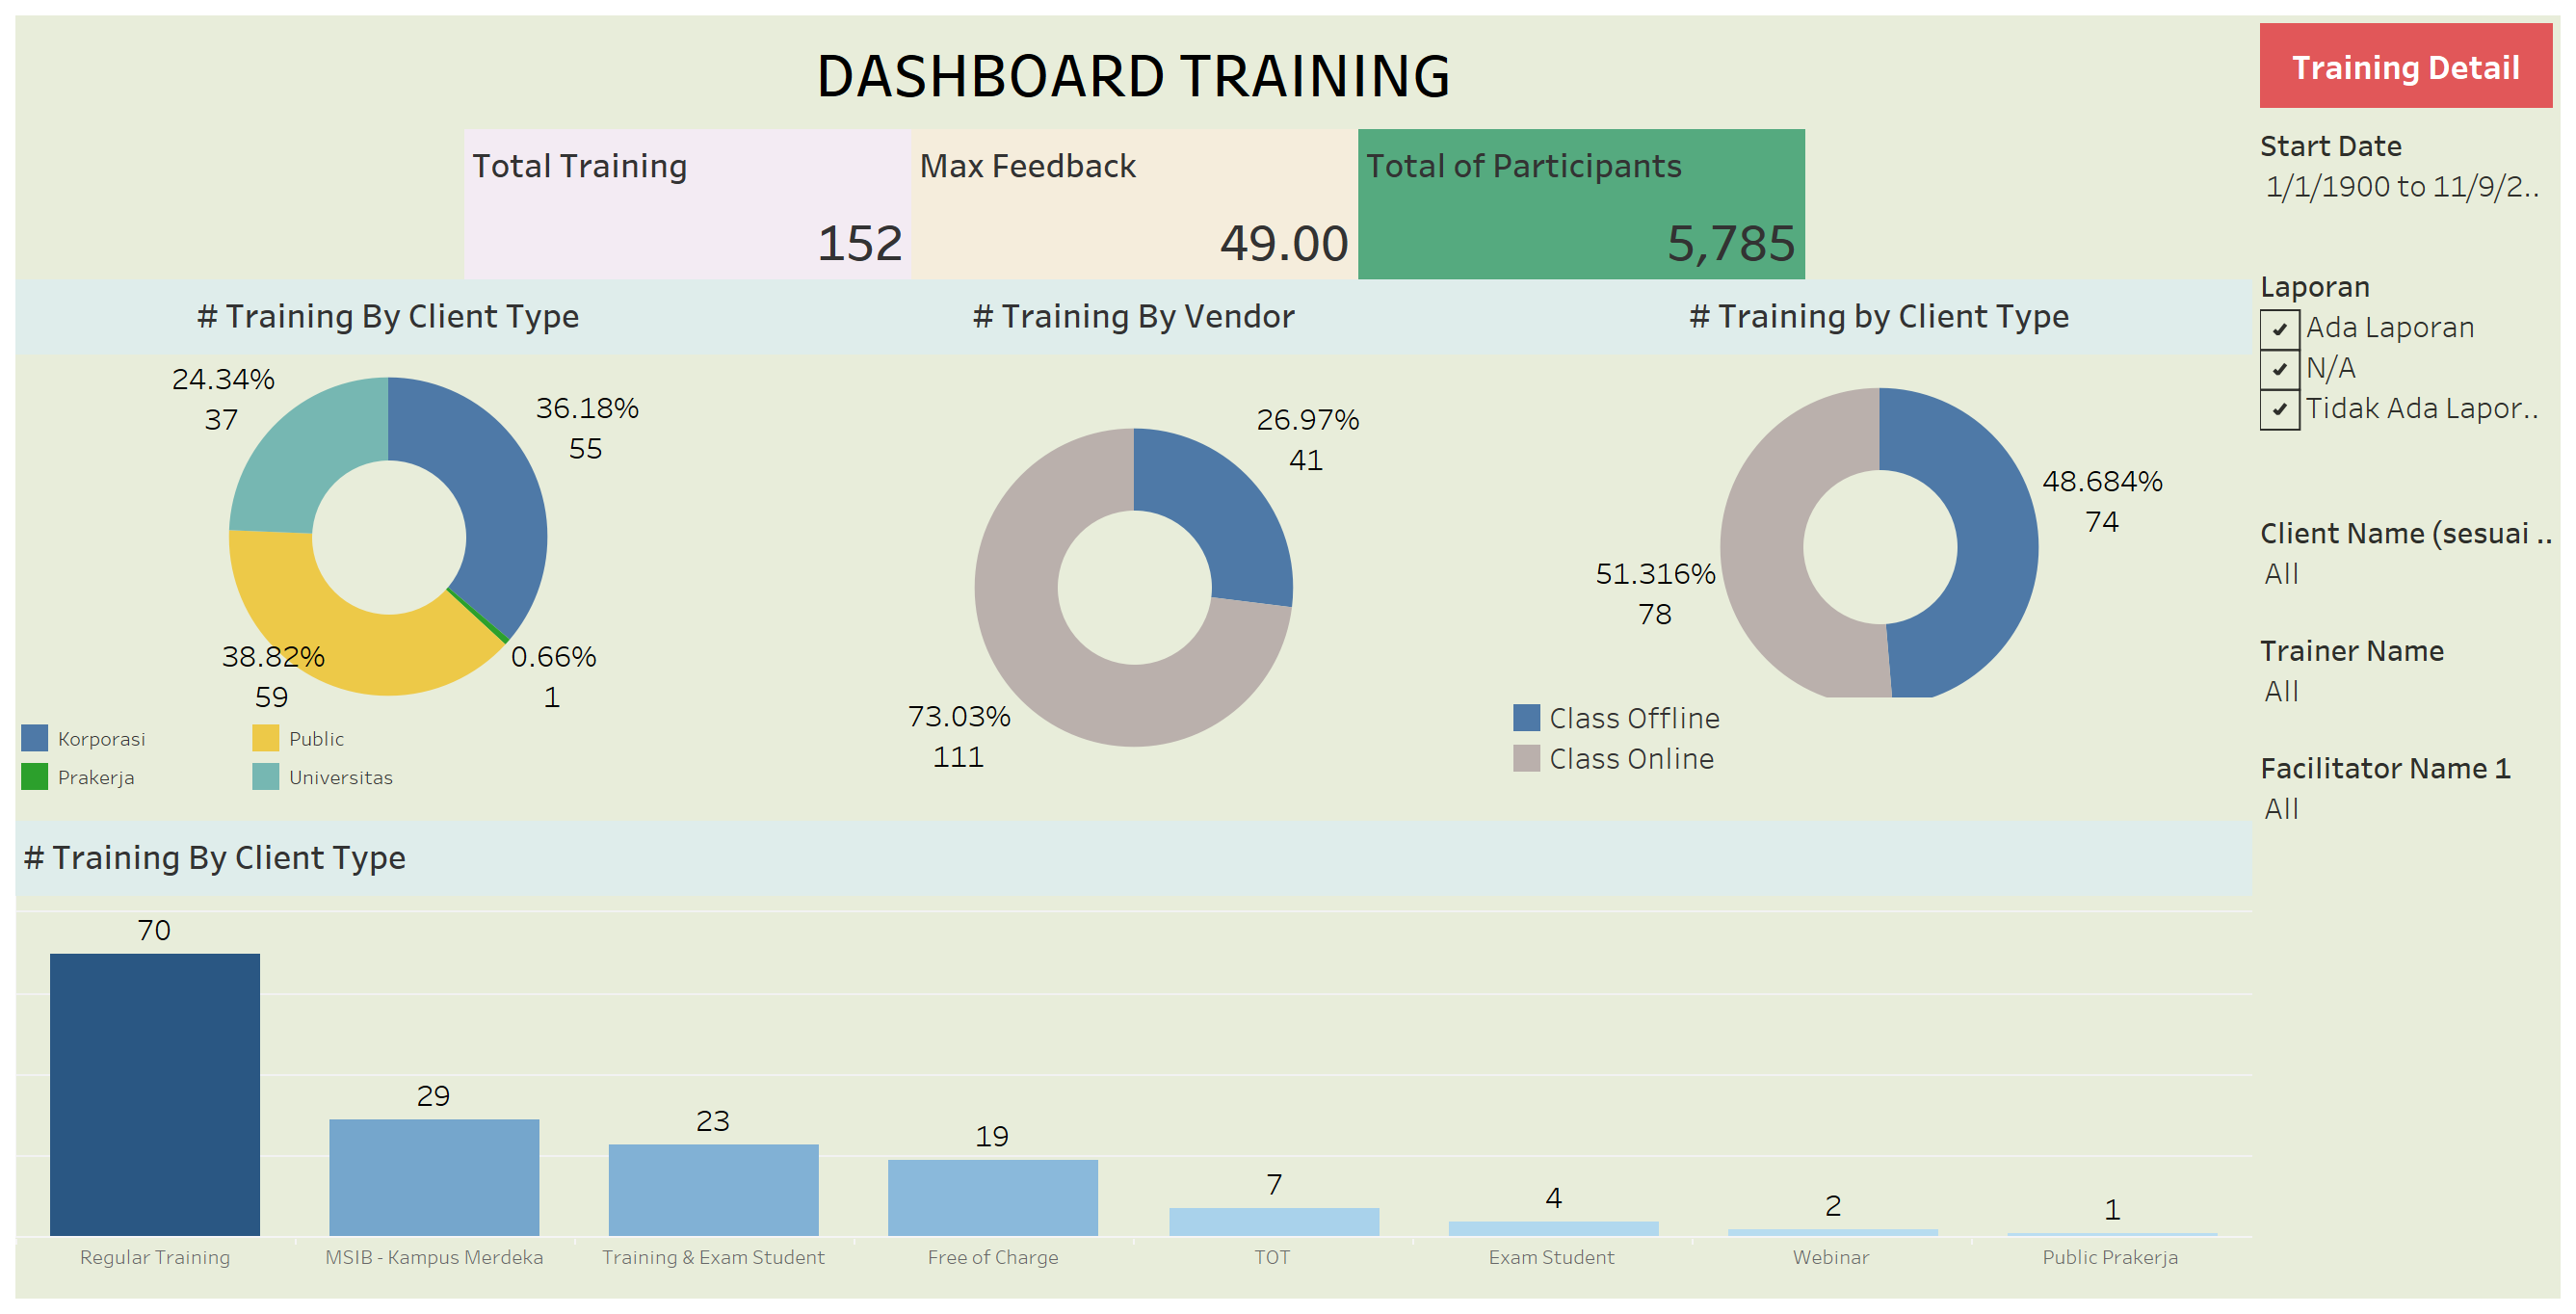 DASHBOARD TRAINING
Training Detail
Total Training
152
Max Feedback
49.00
Total of Participants
5,785
Start Date
1/1/1900 to 11/9/2..
Laporan
Ada Laporan
N/A
Tidak Ada Lapor..
Client Name (sesuai ..
All
Trainer Name
All
Facilitator Name 1
All
# Training By Client Type
24.34%
37
36.18%
55
38.82%
59
0.66%
1
Korporasi
Public
Prakerja
Universitas
# Training By Vendor
26.97%
41
73.03%
111
# Training by Client Type
48.684%
74
51.316%
78
Class Offline
Class Online
# Training By Client Type
70
29
23
19
7
4
2
1
Regular Training
MSIB - Kampus Merdeka
Training & Exam Student
Free of Charge
TOT
Exam Student
Webinar
Public Prakerja